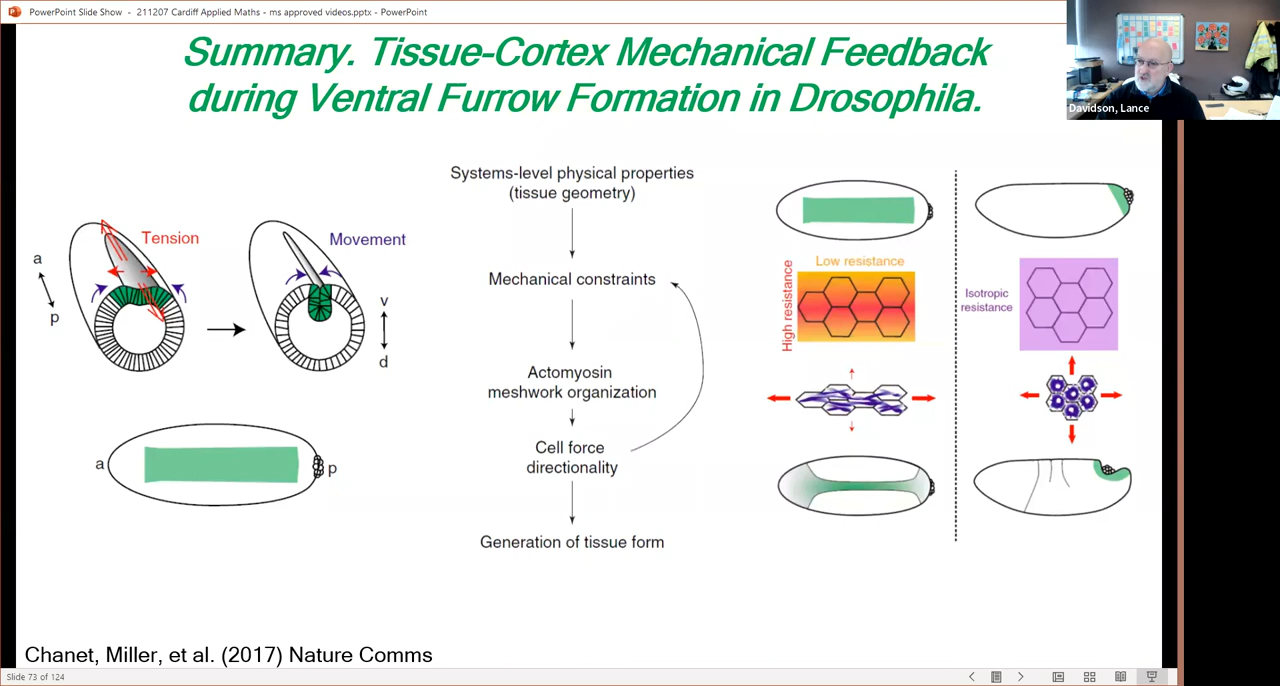 PowerPoint Slide Show - 211207 Cardiff Applied Maths - ms approved videos.pptx - PowerPoint
Davidson, Lance
Summary. Tissue-Cortex Mechanical Feedback
during Ventral Furrow Formation in Drosophila.
Tension
Movement
a
p
v
d
a
p
Systems-level physical properties
(tissue geometry)
Mechanical constraints
Actomyosin
meshwork organization
Cell force
directionality
Generation of tissue form
Low resistance
High resistance
Isotropic
resistance
Chanet, Miller, et al. (2017) Nature Comms
Slide 73 of 124